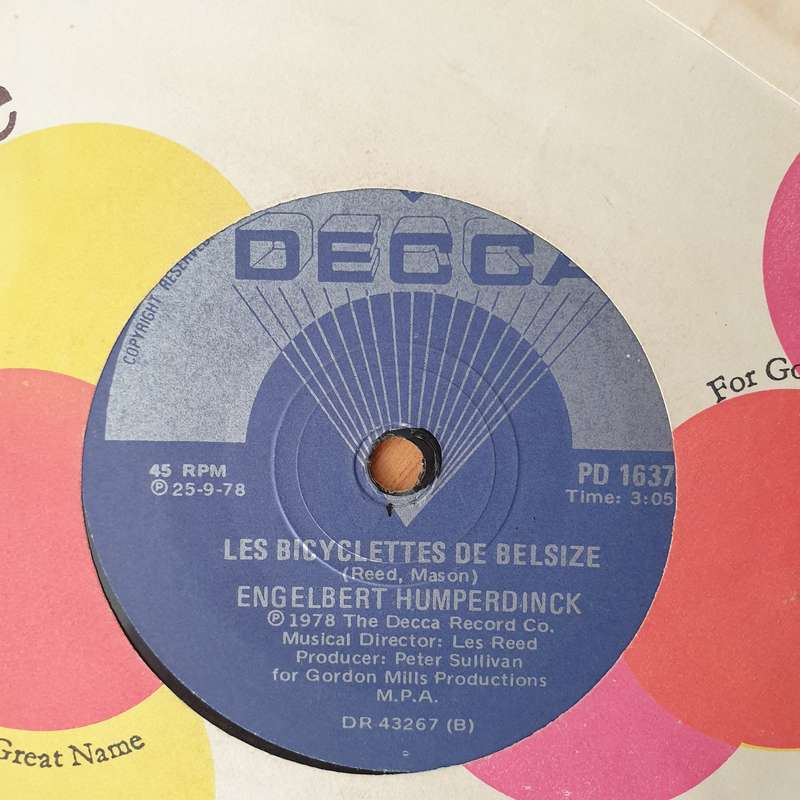 DECCA
COPYRIGHT RESERVED
For Go
45 RPM
PD 1637
℗ 25-9-78
Time: 3:05
LES BICYCLETTES DE BELSIZE
(Reed, Mason)
ENGELBERT HUMPERDINCK
℗ 1978 The Decca Record Co.
Musical Director: Les Reed
Producer: Peter Sullivan
for Gordon Mills Productions
M.P.A.
DR 43267 (B)
Great Name